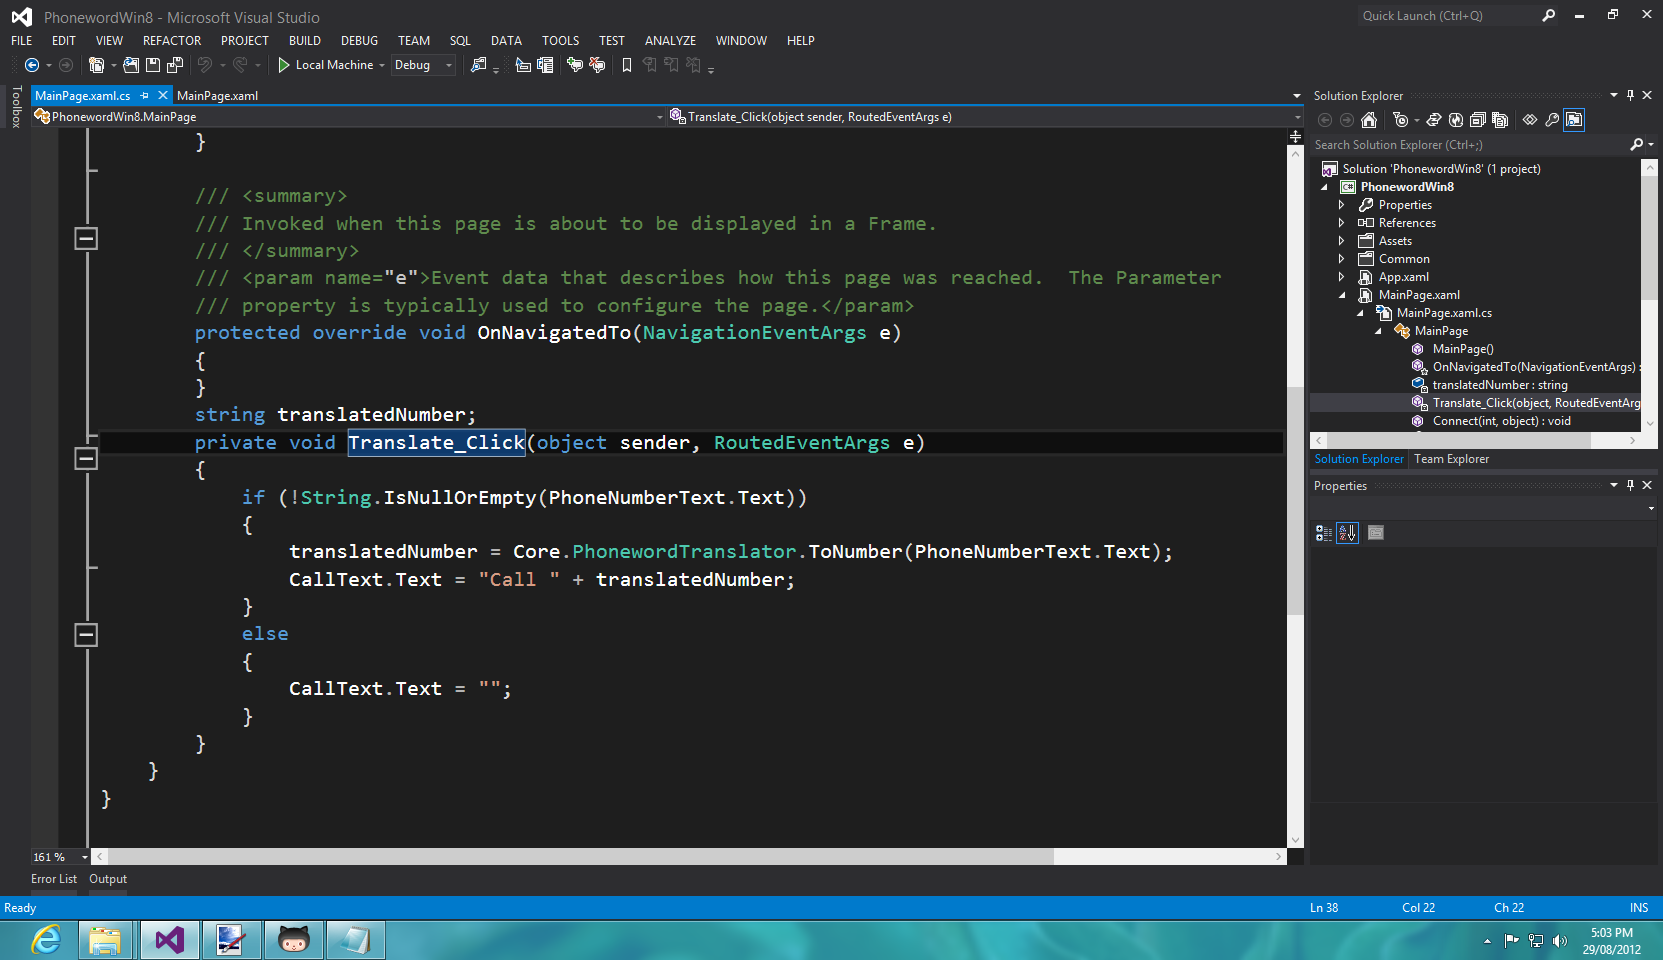 PhonewordWin8 - Microsoft Visual Studio
Quick Launch (Ctrl+Q)
FILE EDIT VIEW REFACTOR PROJECT BUILD DEBUG TEAM SQL DATA TOOLS TEST ANALYZE WINDOW HELP
Local Machine Debug
Toolbox
MainPage.xaml.cs MainPage.xaml
PhonewordWin8.MainPage Translate_Click(object sender, RoutedEventArgs e)
}
/// <summary>
/// Invoked when this page is about to be displayed in a Frame.
/// </summary>
/// <param name="e">Event data that describes how this page was reached.  The Parameter
/// property is typically used to configure the page.</param>
protected override void OnNavigatedTo(NavigationEventArgs e)
{
}
string translatedNumber;
private void Translate_Click(object sender, RoutedEventArgs e)
{
if (!String.IsNullOrEmpty(PhoneNumberText.Text))
{
translatedNumber = Core.PhonewordTranslator.ToNumber(PhoneNumberText.Text);
CallText.Text = "Call " + translatedNumber;
}
else
{
CallText.Text = "";
}
}
}
}
161 %
Error List Output
Solution Explorer
Search Solution Explorer (Ctrl+;)
Solution 'PhonewordWin8' (1 project)
C# PhonewordWin8
Properties
References
Assets
Common
App.xaml
MainPage.xaml
MainPage.xaml.cs
MainPage
MainPage()
OnNavigatedTo(NavigationEventArgs) :
translatedNumber : string
Translate_Click(object, RoutedEventArg
Connect(int, object) : void
Solution Explorer Team Explorer
Properties
Ready Ln 38 Col 22 Ch 22 INS
5:03 PM
29/08/2012